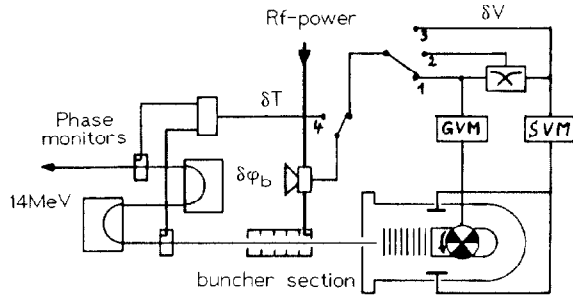 Rf-power
δV
3
2
1
Phase
monitors
δT
4
GVM
SVM
δφb
14MeV
buncher section